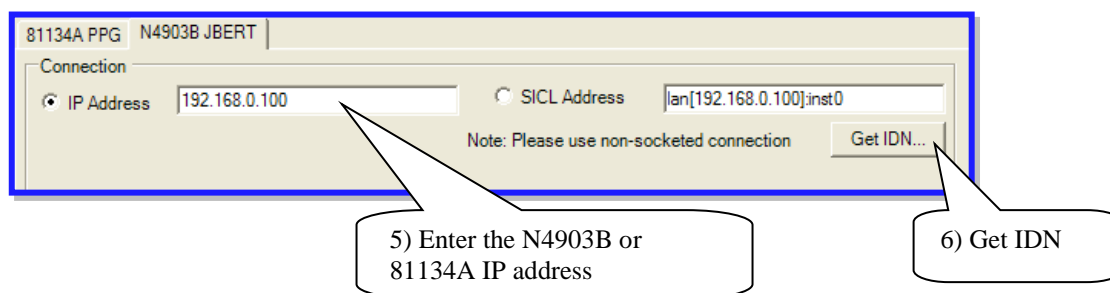 81134A PPG N4903B JBERT
Connection
IP Address 192.168.0.100 SICL Address lan[192.168.0.100]:inst0
Note: Please use non-socketed connection Get IDN...
5) Enter the N4903B or
81134A IP address
6) Get IDN